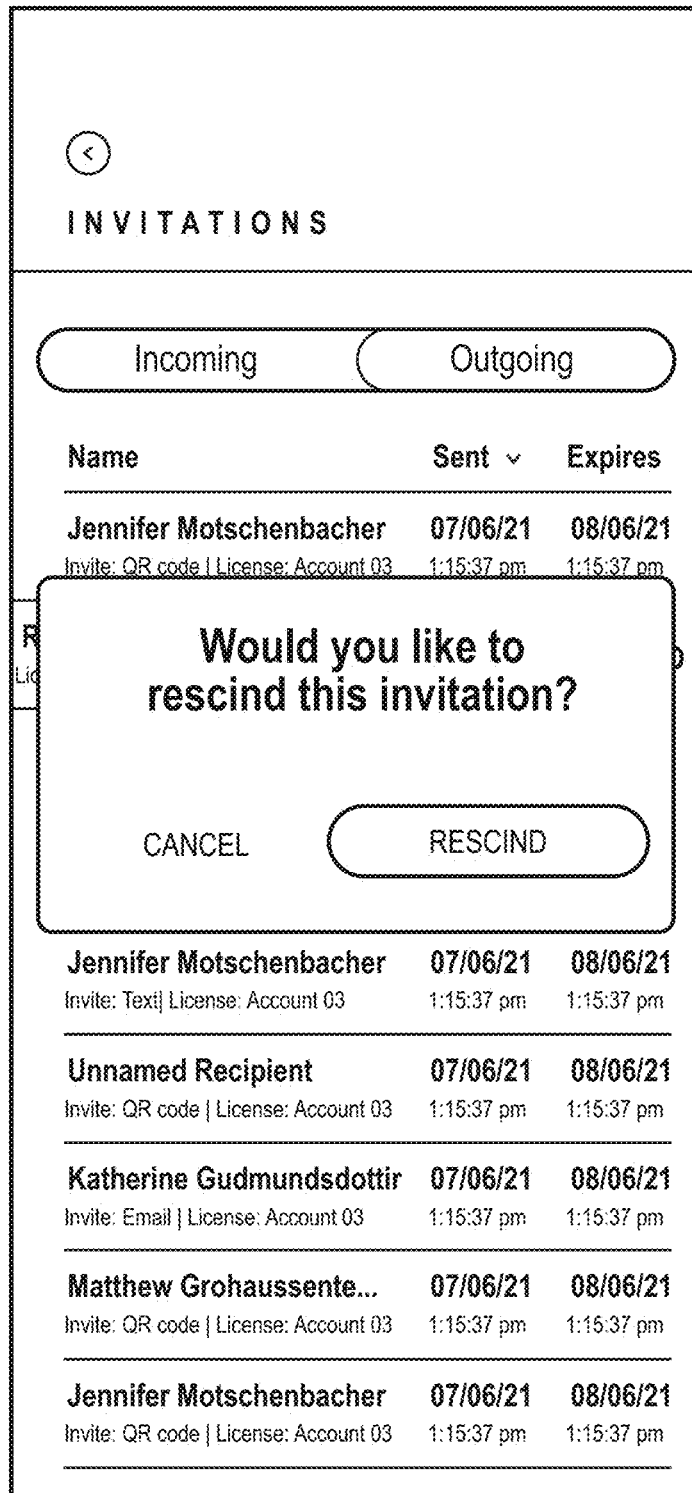 <
INVITATIONS
Incoming Outgoing
Name Sent Expires
Jennifer Motschenbacher 07/06/21 08/06/21
Invite: QR code | License: Account 03 1:15:37 pm 1:15:37 pm
Would you like to
rescind this invitation?
CANCEL RESCIND
Jennifer Motschenbacher 07/06/21 08/06/21
Invite: Text| License: Account 03 1:15:37 pm 1:15:37 pm
Unnamed Recipient 07/06/21 08/06/21
Invite: QR code | License: Account 03 1:15:37 pm 1:15:37 pm
Katherine Gudmundsdottir 07/06/21 08/06/21
Invite: Email | License: Account 03 1:15:37 pm 1:15:37 pm
Matthew Grohaussente... 07/06/21 08/06/21
Invite: QR code | License: Account 03 1:15:37 pm 1:15:37 pm
Jennifer Motschenbacher 07/06/21 08/06/21
Invite: QR code | License: Account 03 1:15:37 pm 1:15:37 pm